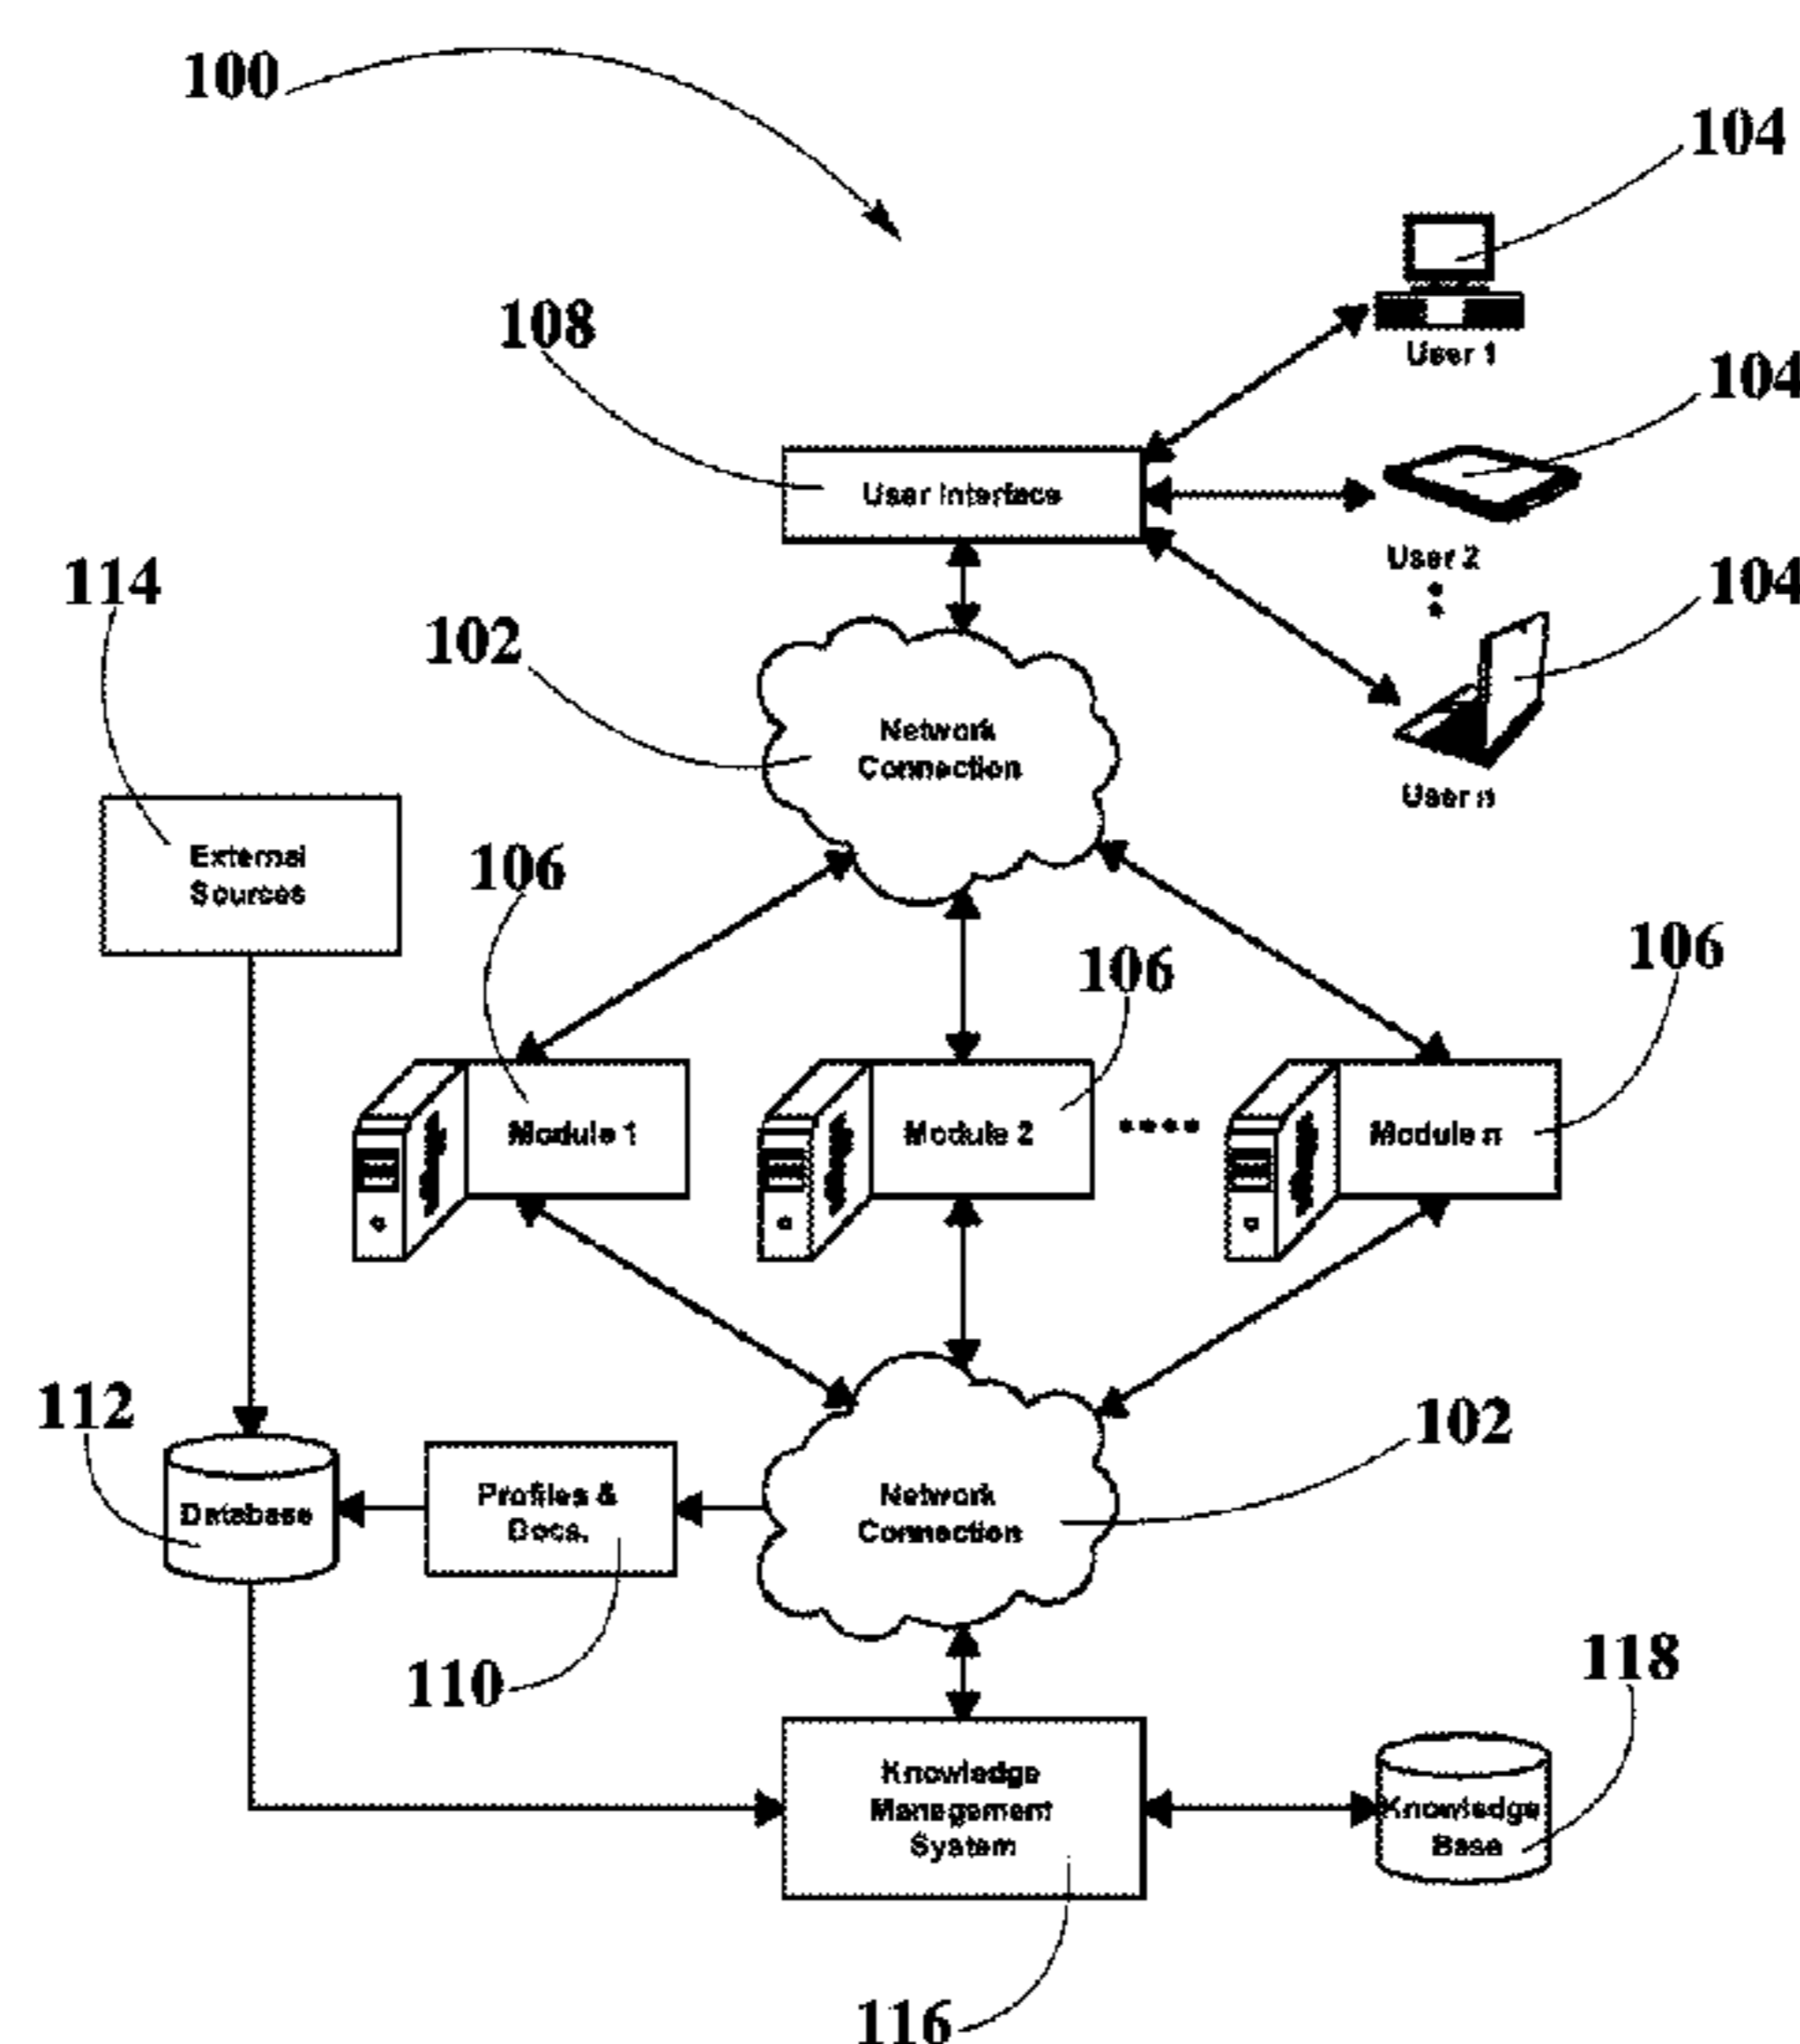 100
104
User 1
108
104
User Interface
User 2
114
104
102
Network
Connection
User n
External
Sources
106
106
106
Module 1
Module 2
Module n
112
102
Database
Profiles &
Docs.
Network
Connection
110
118
Knowledge
Management
System
Knowledge
Base
116